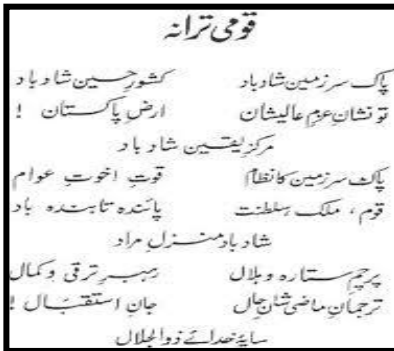 قومی ترانہ
پاک سرزمین شاد باد کشورِ حسین شاد باد
تو نشانِ عزمِ عالیشان ارضِ پاکستان !
مرکزِ یقین شاد باد
پاک سرزمین کا نظام قوتِ اخوتِ عوام
قوم ، ملک سلطنت پائندہ تابندہ باد
شاد باد منزلِ مراد
پرچمِ ستارہ و ہلال رہبرِ ترقی و کمال
ترجمانِ ماضی شانِ حال جانِ استقبال !
سایۂ خدائے ذوالجلال